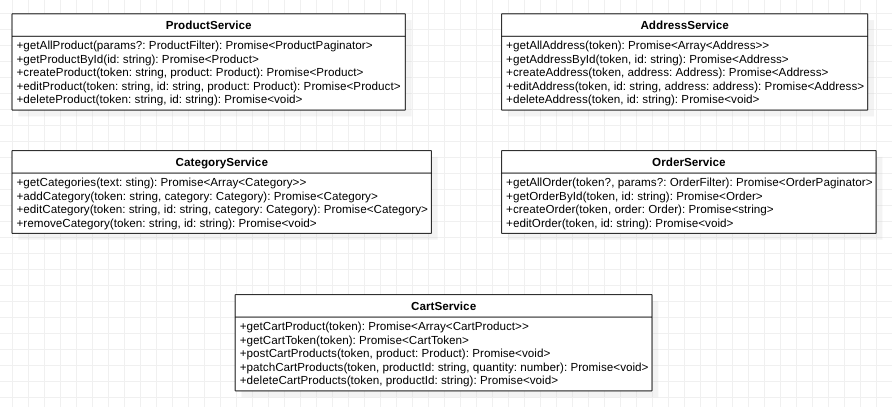 ProductService
+getAllProduct(params?: ProductFilter): Promise<ProductPaginator>
+getProductById(id: string): Promise<Product>
+createProduct(token: string, product: Product): Promise<Product>
+editProduct(token: string, id: string, product: Product): Promise<Product>
+deleteProduct(token: string, id: string): Promise<void>
AddressService
+getAllAddress(token): Promise<Array<Address>>
+getAddressById(token, id: string): Promise<Address>
+createAddress(token, address: Address): Promise<Address>
+editAddress(token, id: string, address: address): Promise<Address>
+deleteAddress(token, id: string): Promise<void>
CategoryService
+getCategories(text: sting): Promise<Array<Category>>
+addCategory(token: string, category: Category): Promise<Category>
+editCategory(token: string, id: string, category: Category): Promise<Category>
+removeCategory(token: string, id: string): Promise<void>
OrderService
+getAllOrder(token?, params?: OrderFilter): Promise<OrderPaginator>
+getOrderById(token, id: string): Promise<Order>
+createOrder(token, order: Order): Promise<string>
+editOrder(token, id: string): Promise<void>
CartService
+getCartProduct(token): Promise<Array<CartProduct>>
+getCartToken(token): Promise<CartToken>
+postCartProducts(token, product: Product): Promise<void>
+patchCartProducts(token, productId: string, quantity: number): Promise<void>
+deleteCartProducts(token, productId: string): Promise<void>